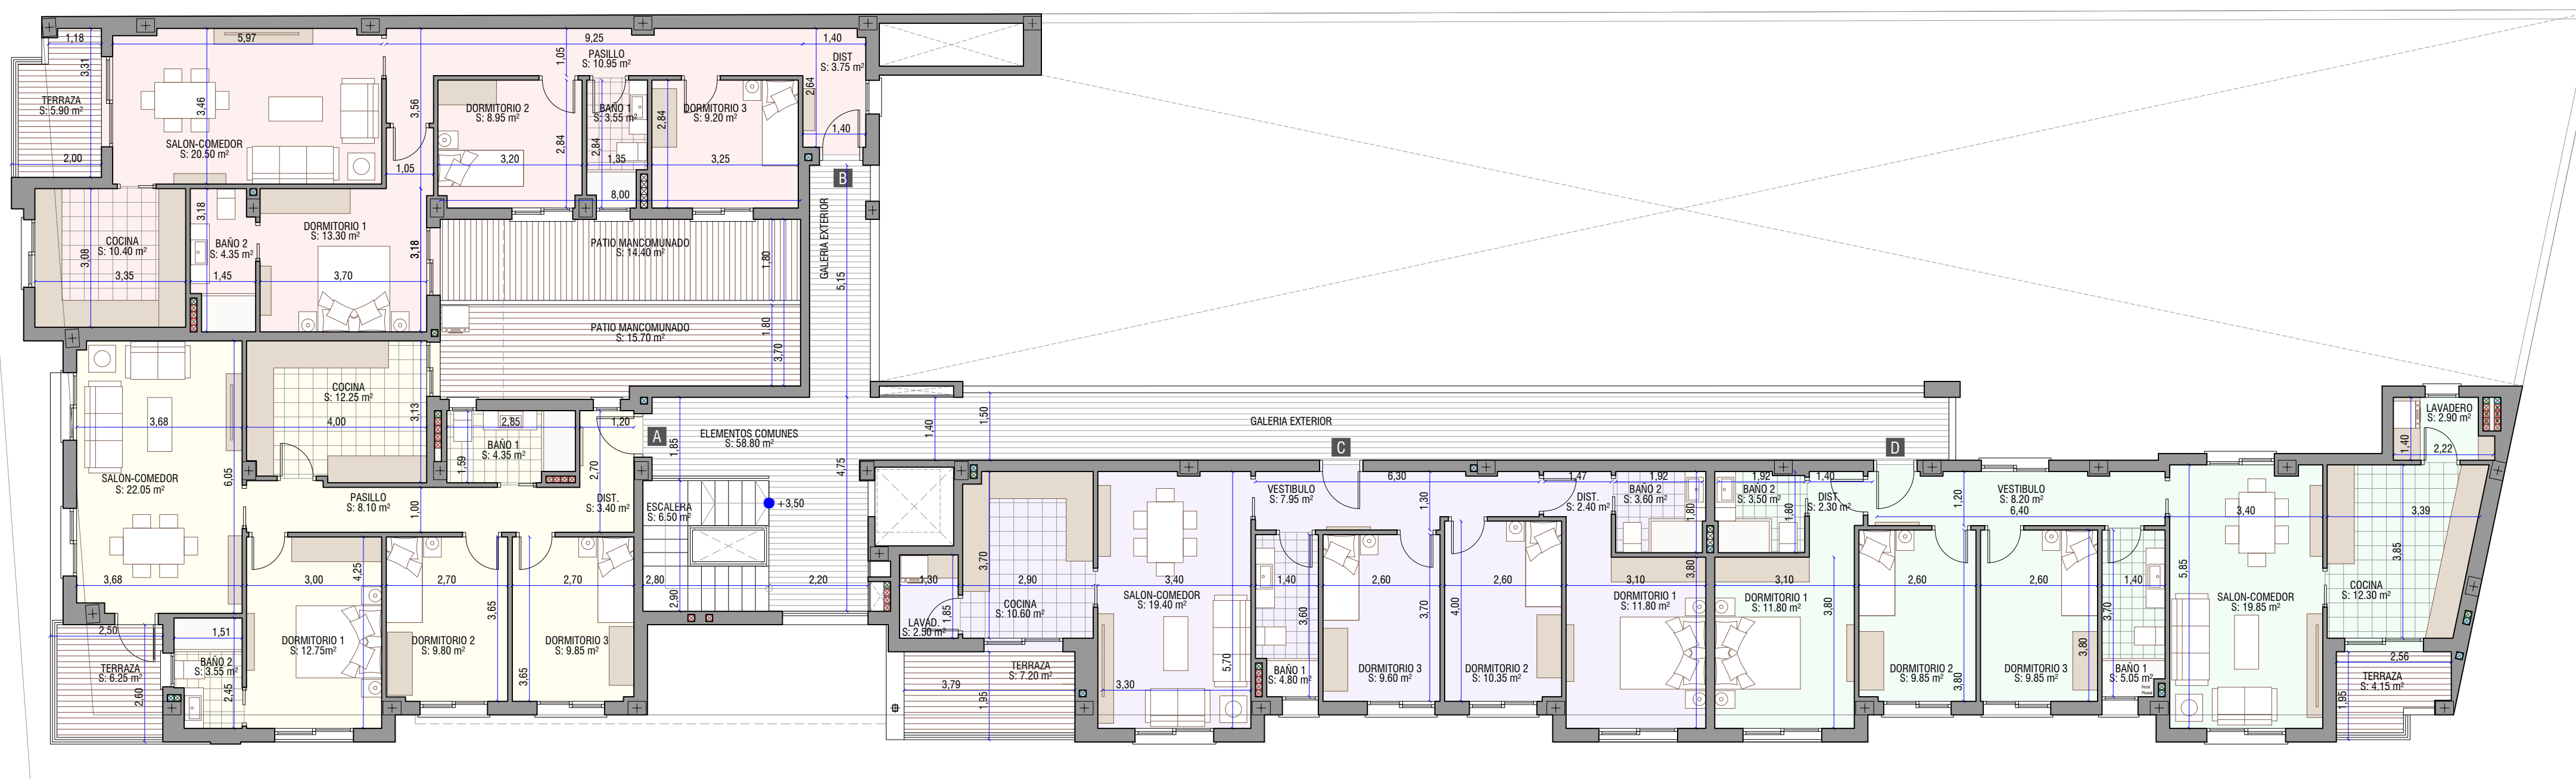 1,18
5,97
9,25
1,40
3,31
1,05
PASILLO
S: 10.95 m²
DIST
S: 3.75 m²
2,64
TERRAZA
S: 5.90 m²
3,46
3,56
DORMITORIO 2
S: 8.95 m²
BAÑO 1
S: 3.55 m²
DORMITORIO 3
S: 9.20 m²
2,84
1,40
SALON-COMEDOR
S: 20.50 m²
2,00
1,05
3,20
2,84
2,84
1,35
3,25
8,00
B
GALERIA EXTERIOR
5,15
3,18
COCINA
S: 10.40 m²
3,08
3,35
BAÑO 2
S: 4.35 m²
1,45
DORMITORIO 1
S: 13.30 m²
3,70
3,18
PATIO MANCOMUNADO
S: 14.40 m²
1,80
PATIO MANCOMUNADO
S: 15.70 m²
1,80
3,70
COCINA
S: 12.25 m²
3,13
3,68
4,00
2,85
1,20
A
BAÑO 1
S: 4.35 m²
1,59
2,70
1,85
ELEMENTOS COMUNES
S: 58.80 m²
4,75
1,40
1,50
GALERIA EXTERIOR
C
D
LAVADERO
S: 2.90 m²
1,40
2,22
SALON-COMEDOR
S: 22.05 m²
6,05
PASILLO
S: 8.10 m²
1,00
DIST.
S: 3.40 m²
ESCALERA
S: 6.50 m²
+3,50
VESTIBULO
S: 7.95 m²
6,30
1,30
1,47
DIST.
S: 2.40 m²
1,92
BAÑO 2
S: 3.60 m²
1,80
1,92
BAÑO 2
S: 3.50 m²
1,80
1,40
DIST.
S: 2.30 m²
1,20
VESTIBULO
S: 8.20 m²
6,40
3,40
3,39
3,68
3,00
4,25
2,70
3,65
2,70
3,65
2,80
2,90
2,20
1,30
3,70
2,90
3,40
1,40
3,60
2,60
3,70
2,60
4,00
3,10
3,80
3,10
3,80
2,60
3,80
2,60
3,80
1,40
3,70
5,85
3,85
COCINA
S: 12.30 m²
LAVAD.
S: 2.50 m²
1,85
COCINA
S: 10.60 m²
SALON-COMEDOR
S: 19.40 m²
DORMITORIO 1
S: 11.80 m²
DORMITORIO 1
S: 11.80 m²
SALON-COMEDOR
S: 19.85 m²
2,50
1,51
TERRAZA
S: 6.25 m²
2,60
BAÑO 2
S: 3.55 m²
2,45
DORMITORIO 1
S: 12.75m²
DORMITORIO 2
S: 9.80 m²
DORMITORIO 3
S: 9.85 m²
TERRAZA
S: 7.20 m²
3,79
1,95
3,30
5,70
BAÑO 1
S: 4.80 m²
DORMITORIO 3
S: 9.60 m²
DORMITORIO 2
S: 10.35 m²
DORMITORIO 2
S: 9.85 m²
DORMITORIO 3
S: 9.85 m²
BAÑO 1
S: 5.05 m²
2,56
TERRAZA
S: 4.15 m²
1,95